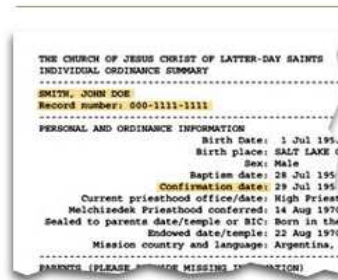 THE CHURCH OF JESUS CHRIST OF LATTER-DAY SAINTS
INDIVIDUAL ORDINANCE SUMMARY
SMITH, JOHN DOE
Record number: 000-1111-1111
PERSONAL AND ORDINANCE INFORMATION
Birth Date: 1 Jul 195
Birth place: SALT LAKE
Sex: Male
Baptism date: 28 Jul 195
Confirmation date: 29 Jul 195
Current priesthood office/date: High Priest
Melchizedek Priesthood conferred: 14 Aug 1970
Sealed to parents date/temple or BIC: Born in the
Endowed date/temple: 22 Aug 1970
Mission country and language: Argentina,
PARENTS (PLEASE MISSING